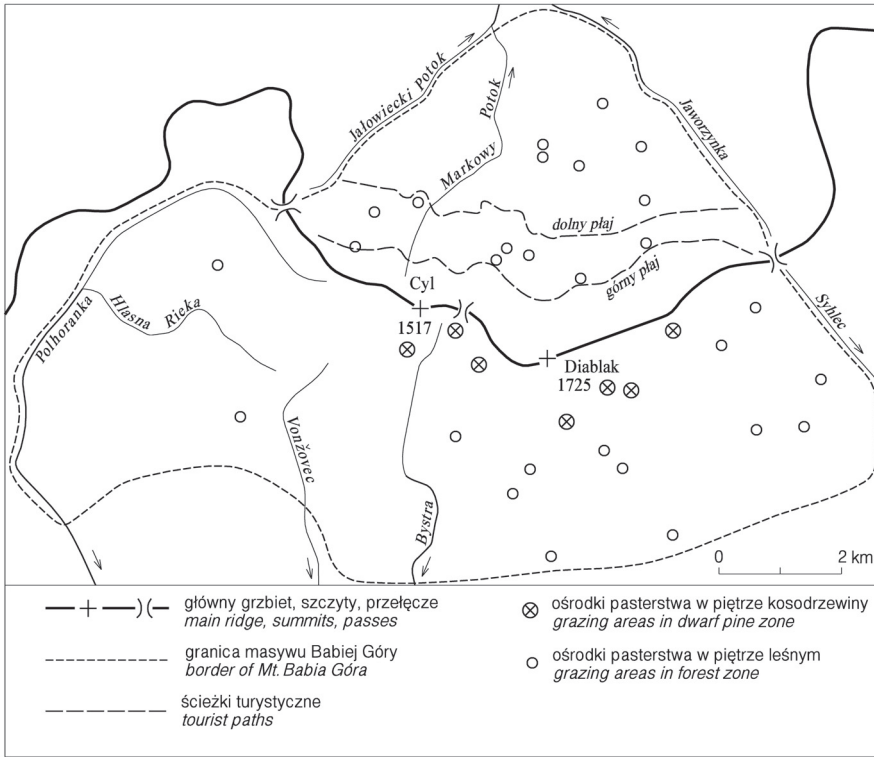 Jałowiecki Potok
Markowy Potok
Jaworzynka
dolny płaj
górny płaj
Polhoranka
Hlasna Rieka
Cyl
1517
Diablak
1725
Syhlec
Vonžovec
Bystra
0 2 km
główny grzbiet, szczyty, przełęcze
main ridge, summits, passes
granica masywu Babiej Góry
border of Mt. Babia Góra
ścieżki turystyczne
tourist paths
ośrodki pasterstwa w piętrze kosodrzewiny
grazing areas in dwarf pine zone
ośrodki pasterstwa w piętrze leśnym
grazing areas in forest zone